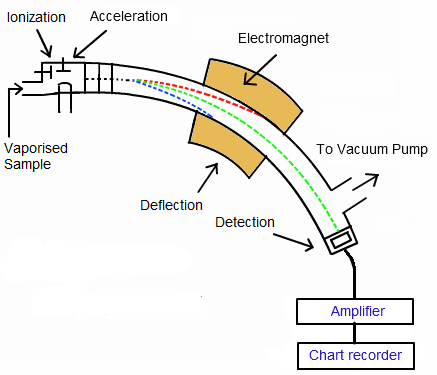 Ionization
Acceleration
Electromagnet
Vaporised
Sample
To Vacuum Pump
Deflection
Detection
Amplifier
Chart recorder